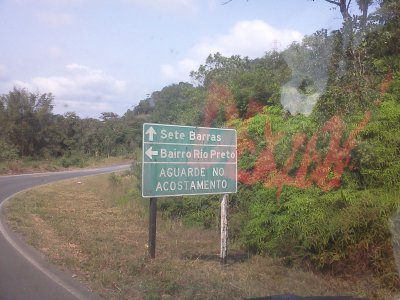 Sete Barras
Bairro Rio Preto
AGUARDE NO
ACOSTAMENTO